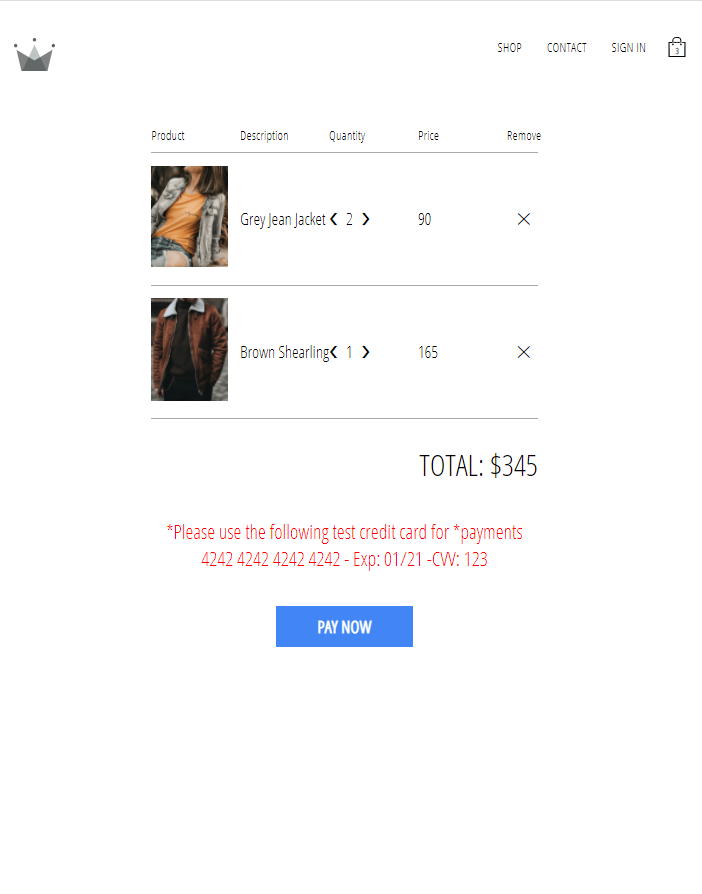 SHOP CONTACT SIGN IN 3
Product Description Quantity Price Remove
Grey Jean Jacket ❮ 2 ❯ 90 ✕
Brown Shearling ❮ 1 ❯ 165 ✕
TOTAL: $345
*Please use the following test credit card for *payments
4242 4242 4242 4242 - Exp: 01/21 -CVV: 123
PAY NOW